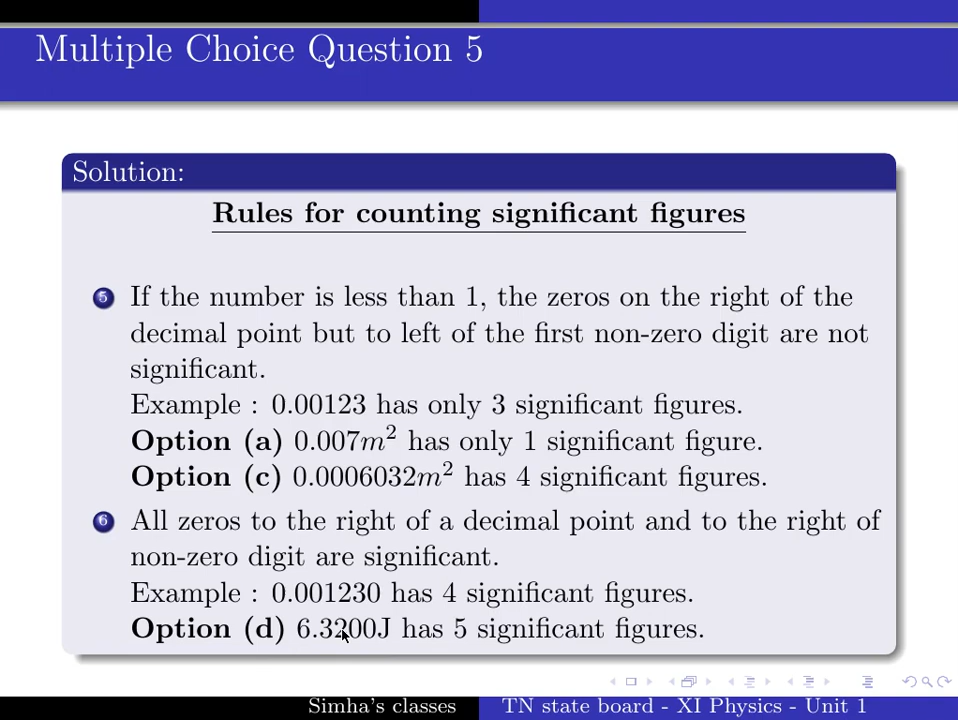 Multiple Choice Question 5
Solution:
Rules for counting significant figures
5 If the number is less than 1, the zeros on the right of the
decimal point but to left of the first non-zero digit are not
significant.
Example : 0.00123 has only 3 significant figures.
Option (a) 0.007m² has only 1 significant figure.
Option (c) 0.0006032m² has 4 significant figures.
6 All zeros to the right of a decimal point and to the right of
non-zero digit are significant.
Example : 0.001230 has 4 significant figures.
Option (d) 6.3200J has 5 significant figures.
Simha's classes
TN state board - XI Physics - Unit 1